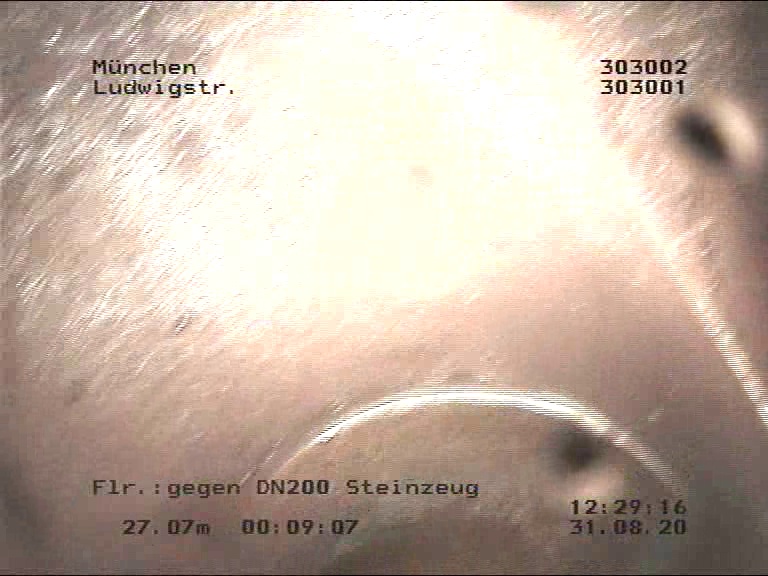 München 303002
Ludwigstr. 303001
Flr.:gegen DN200 Steinzeug
12:29:16
27.07m 00:09:07 31.08.20